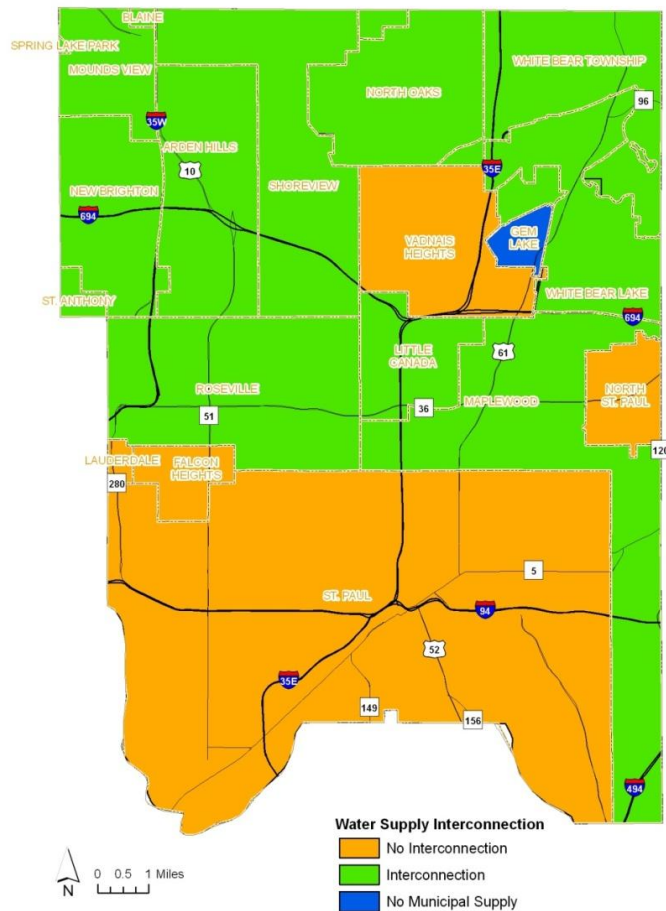 BLAINE
SPRING LAKE PARK
MOUNDS VIEW
WHITE BEAR TOWNSHIP
NORTH OAKS
96
35W
ARDEN HILLS
10
35E
NEW BRIGHTON
SHOREVIEW
694
GEM
LAKE
VADNAIS
HEIGHTS
ST. ANTHONY
WHITE BEAR LAKE
694
61
LITTLE
CANADA
ROSEVILLE
MAPLEWOOD
NORTH
ST. PAUL
36
51
120
LAUDERDALE
FALCON
HEIGHTS
280
5
ST. PAUL
94
52
35E
149
156
494
Water Supply Interconnection
No Interconnection
Interconnection
No Municipal Supply
N
0 0.5 1 Miles